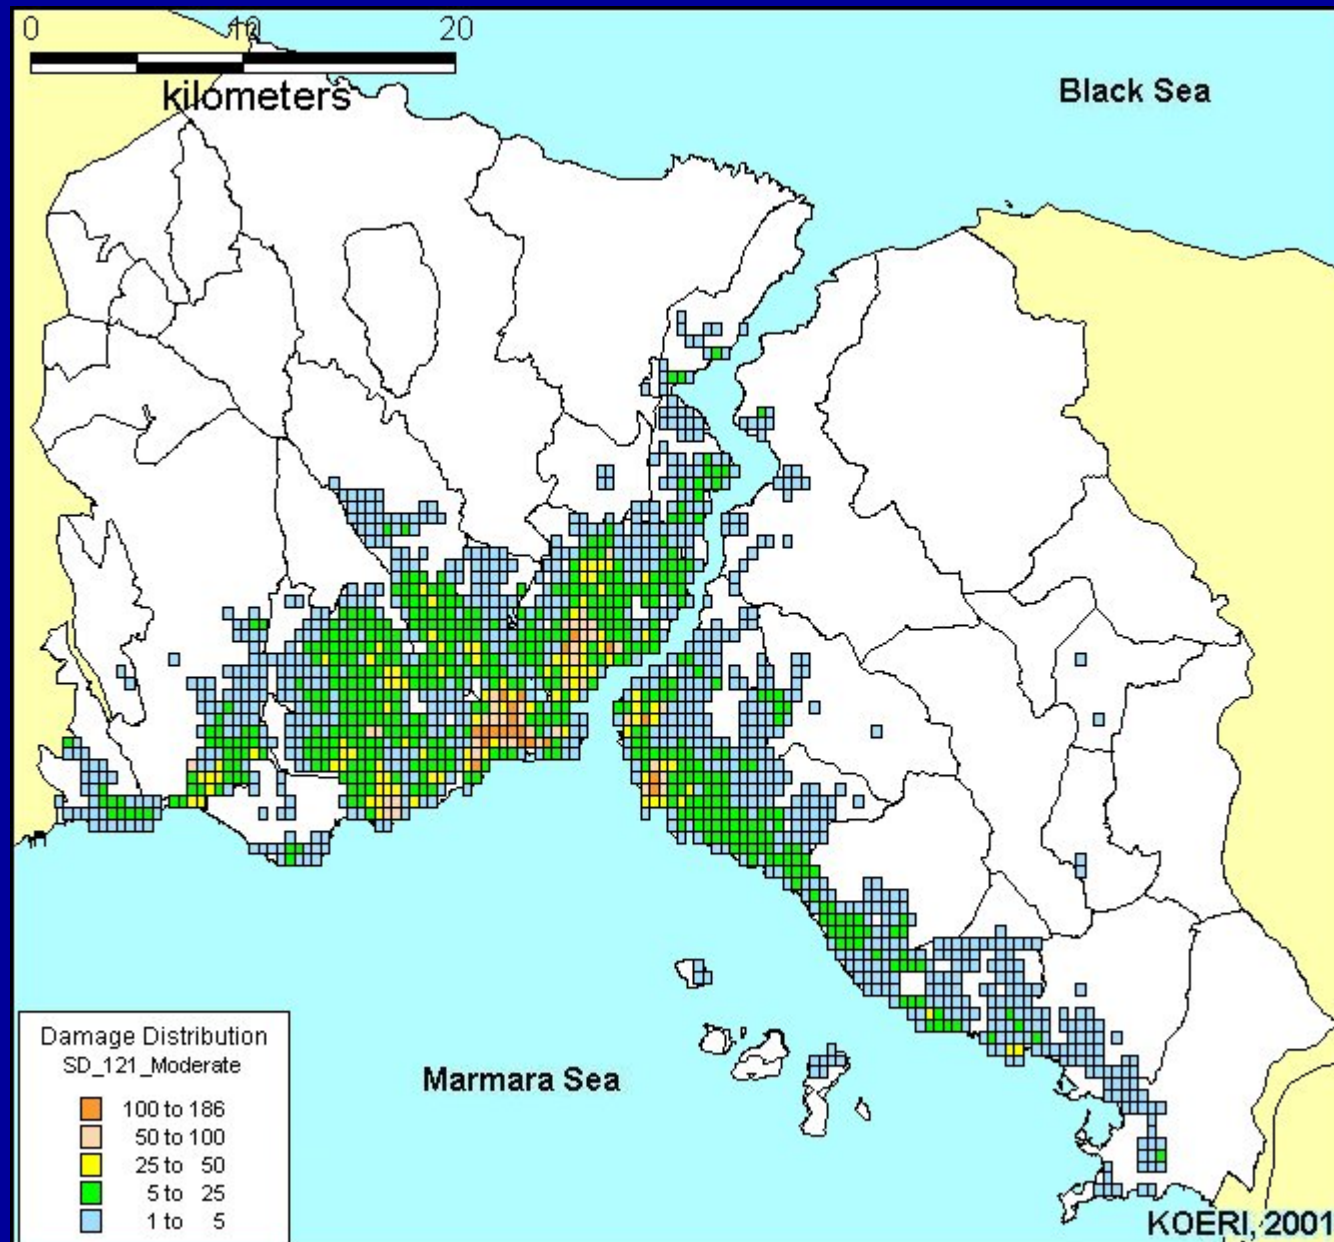 0 10 20
kilometers
Black Sea
Marmara Sea
Damage Distribution
SD_121_Moderate
100 to 186
50 to 100
25 to 50
5 to 25
1 to 5
KOERI, 2001